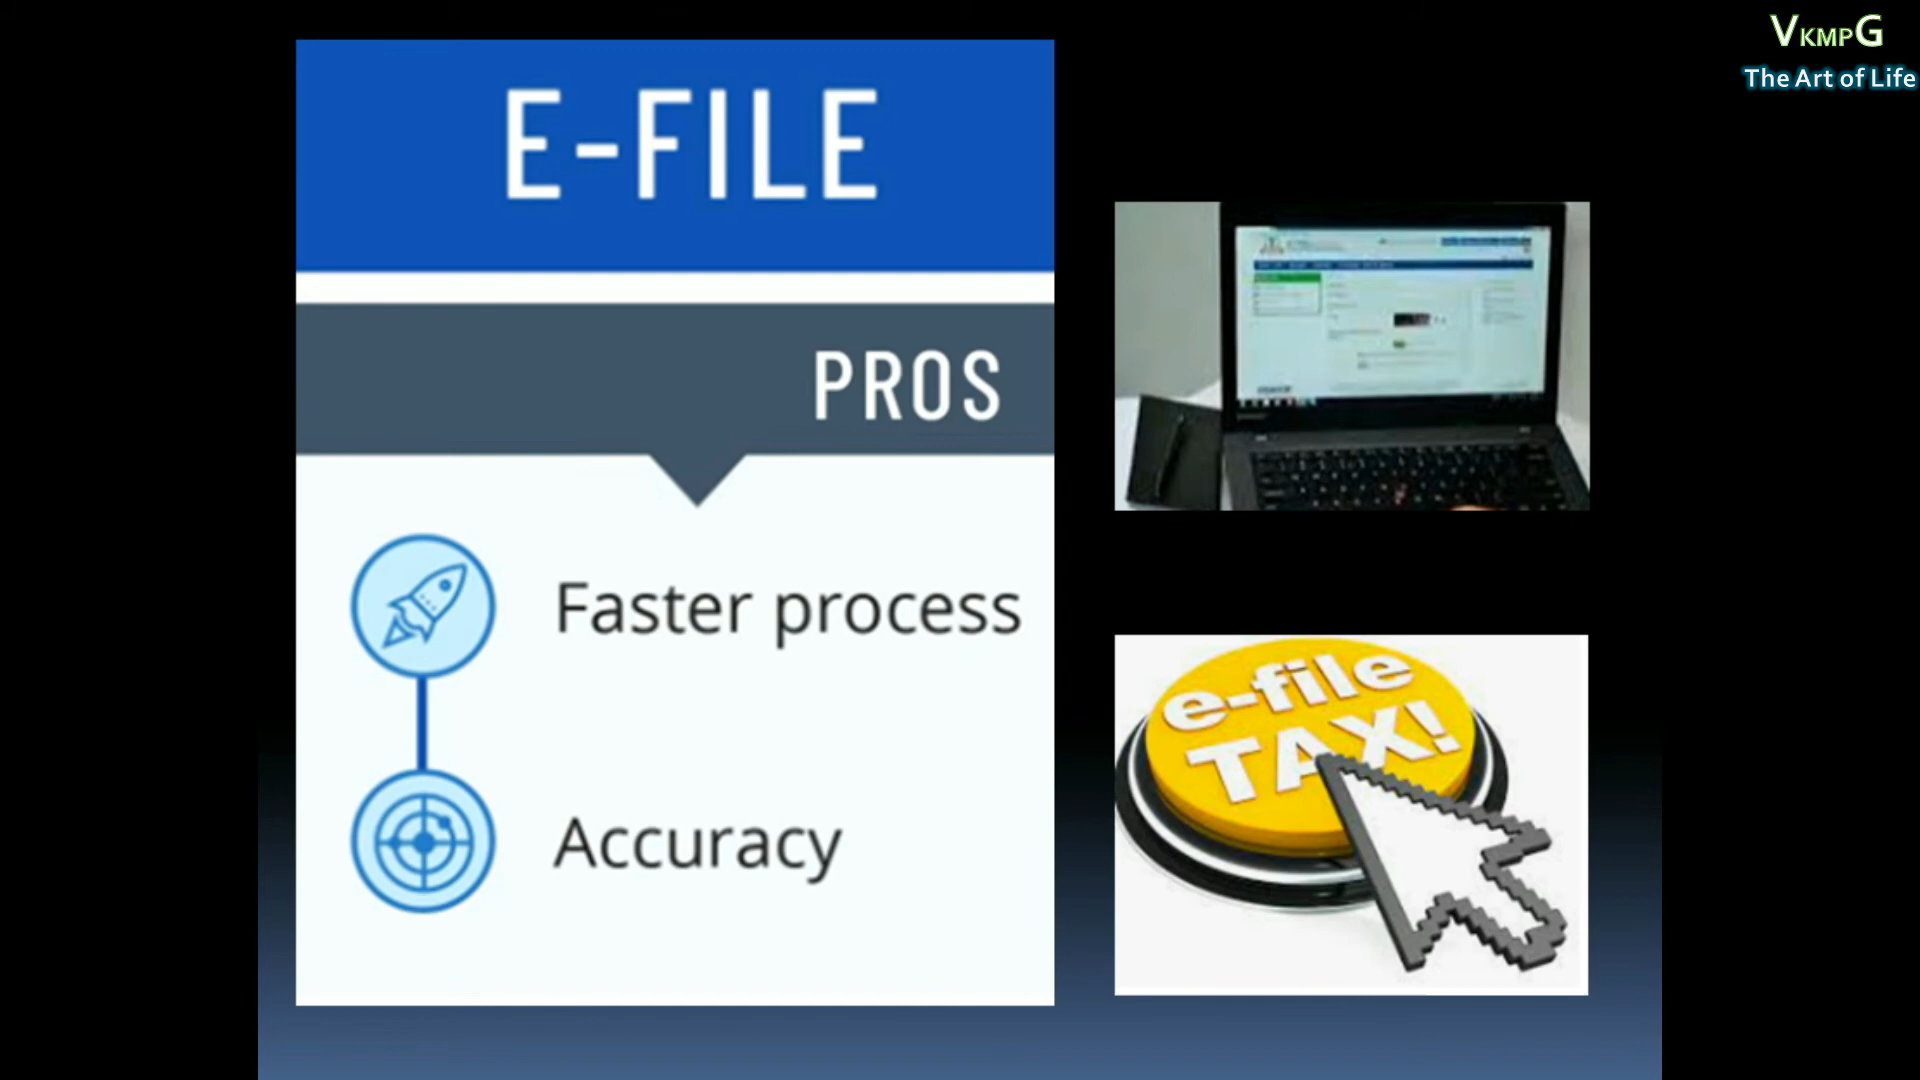 E-FILE
PROS
Faster process
Accuracy
VKMPG
The Art of Life
e-file
TAX!